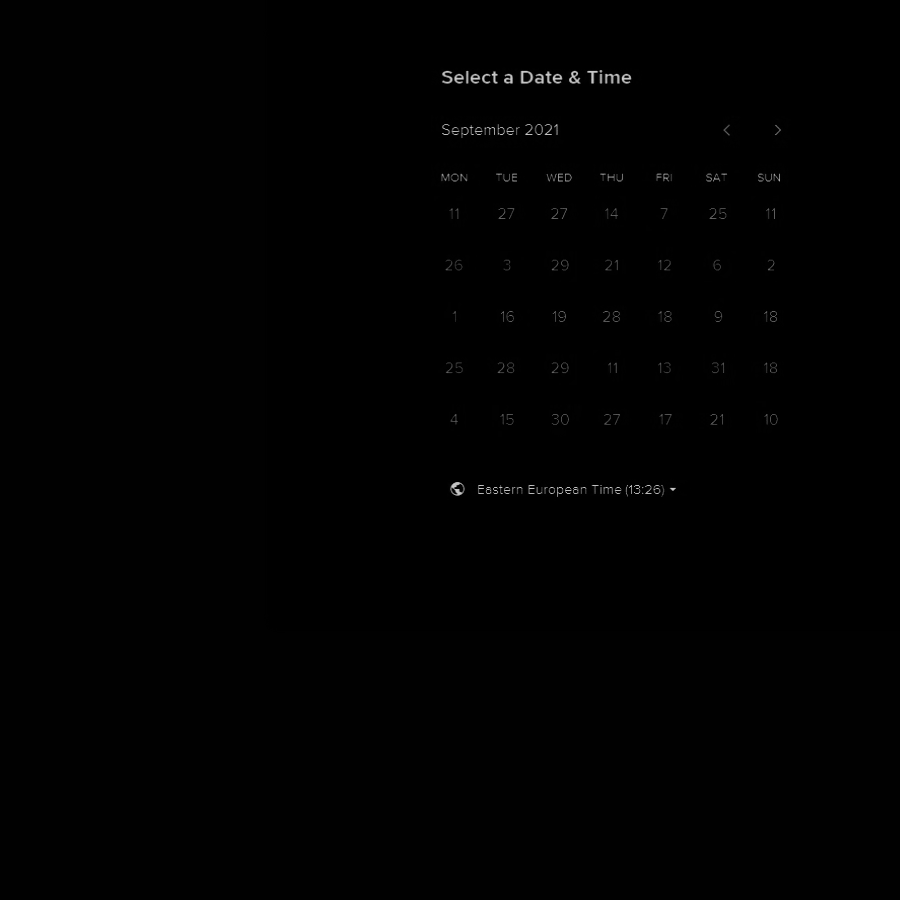 Select a Date & Time
September 2021
MON TUE WED THU FRI SAT SUN
11 27 27 14 7 25 11
26 3 29 21 12 6 2
1 16 19 28 18 9 18
25 28 29 11 13 31 18
4 15 30 27 17 21 10
Eastern European Time (13:26)